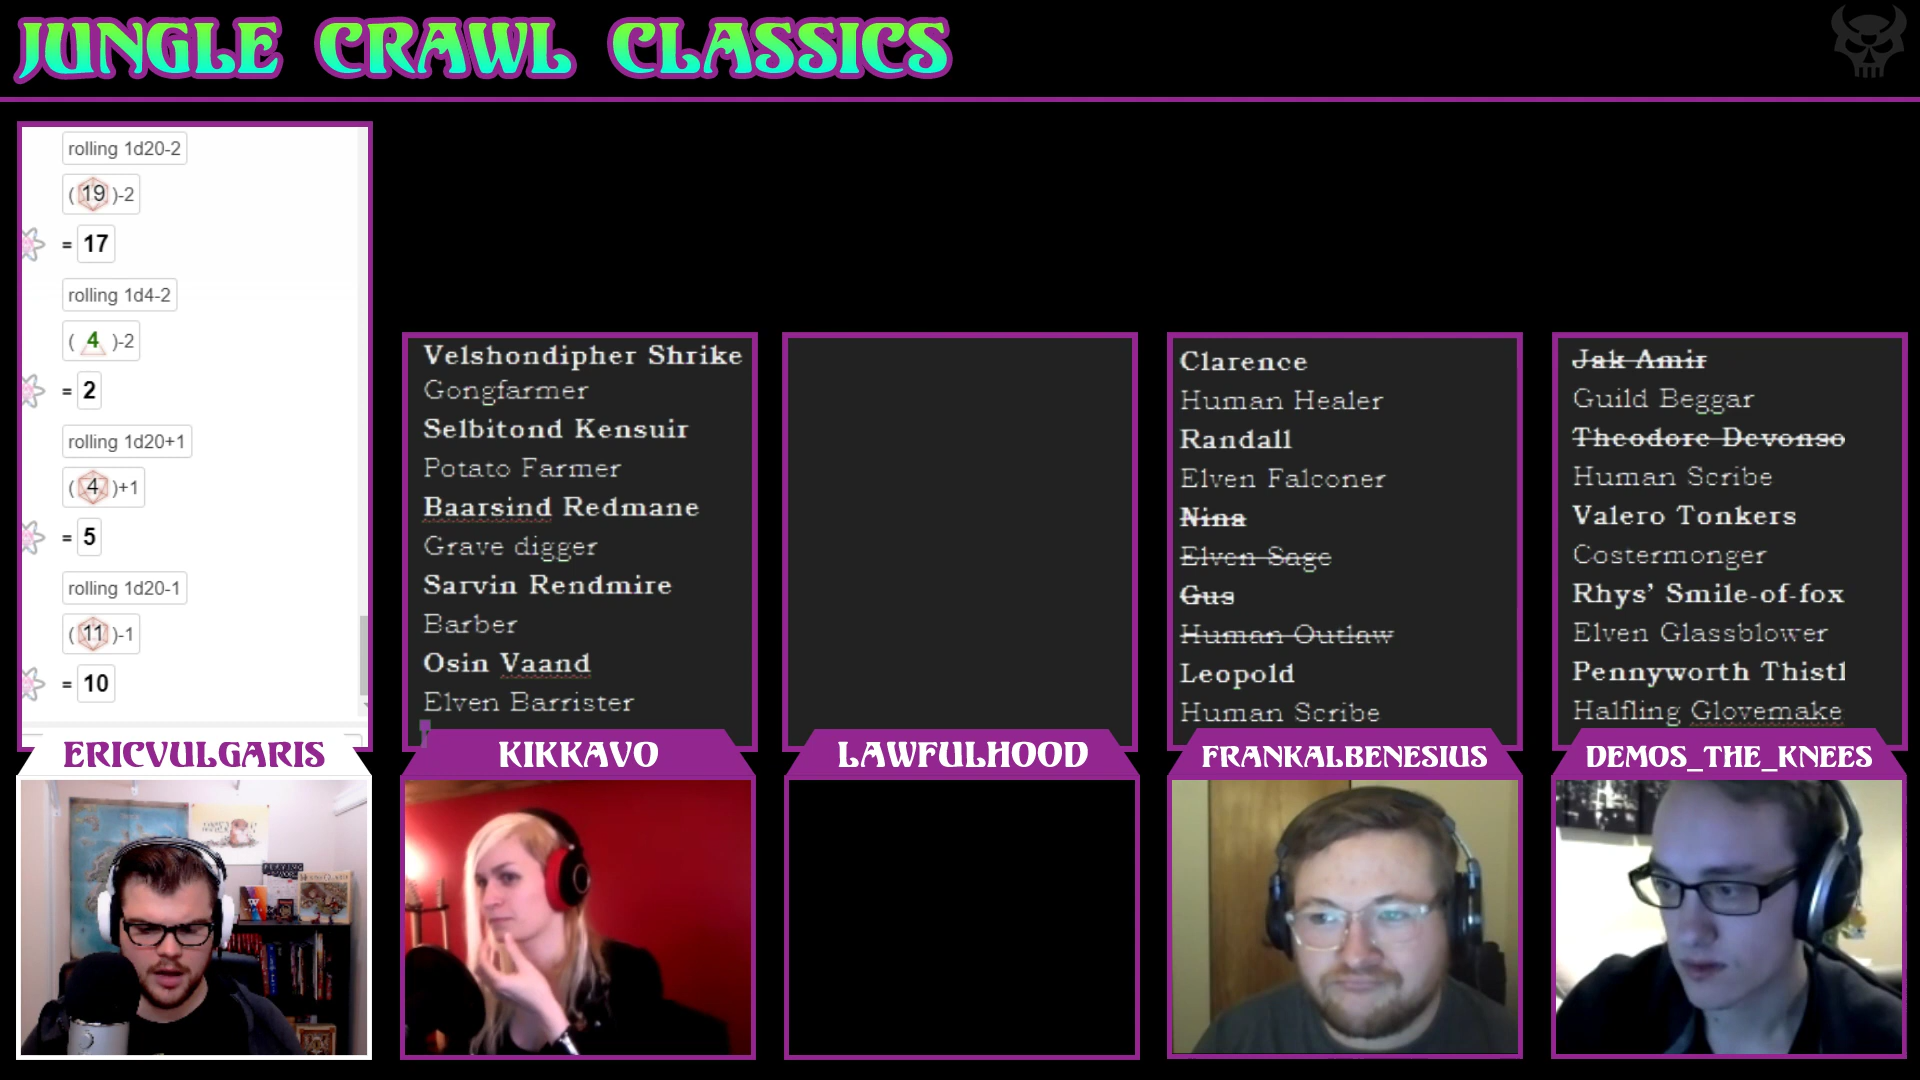 JUNGLE CRAWL CLASSICS
rolling 1d20-2
(19)-2
= 17
rolling 1d4-2
(4)-2
= 2
rolling 1d20+1
(4)+1
= 5
rolling 1d20-1
(11)-1
= 10
ERICVULGARIS
Velshondipher Shrike
Gongfarmer
Selbitond Kensuir
Potato Farmer
Baarsind Redmane
Grave digger
Sarvin Rendmire
Barber
Osin Vaand
Elven Barrister
KIKKAVO
LAWFULHOOD
Clarence
Human Healer
Randall
Elven Falconer
Nina
Elven Sage
Gus
Human Outlaw
Leopold
Human Scribe
FRANKALBENESIUS
Jak Amir
Guild Beggar
Theodore Devonso
Human Scribe
Valero Tonkers
Costermonger
Rhys' Smile-of-fox
Elven Glassblower
Pennyworth Thistl
Halfling Glovemake
DEMOS_THE_KNEES